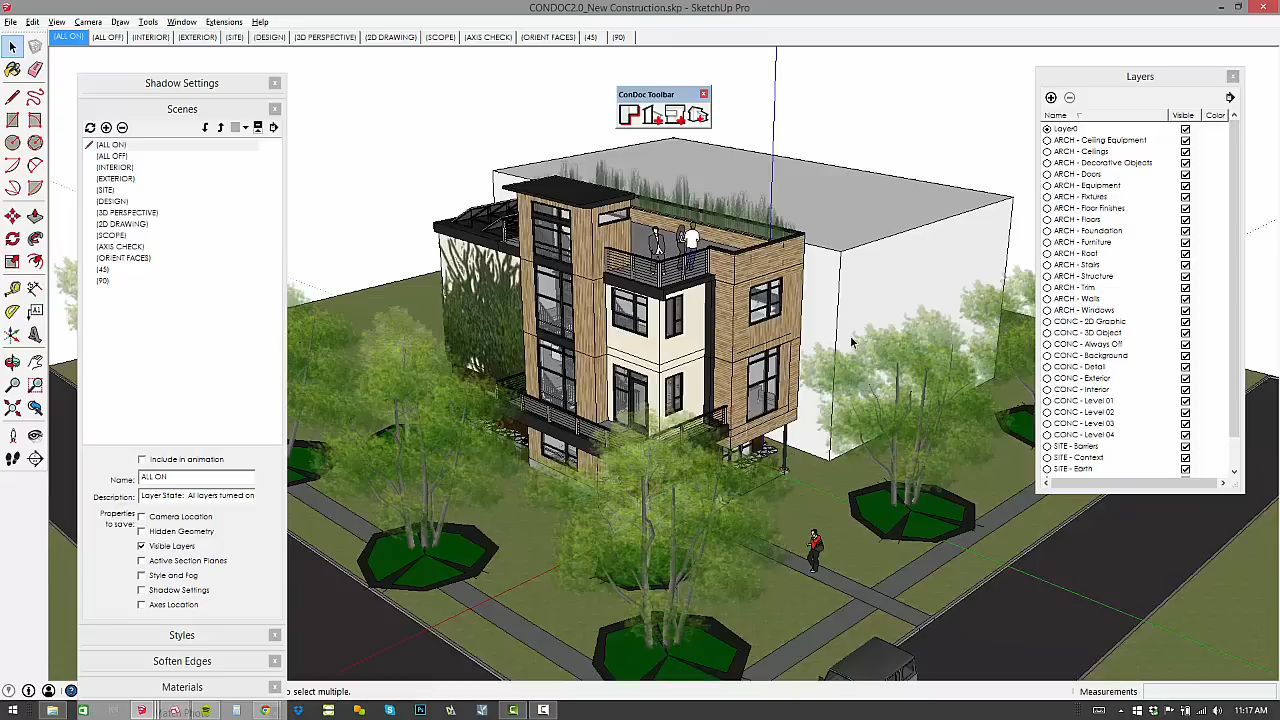 CONDOC2.0_New Construction.skp - SketchUp Pro
File Edit View Camera Draw Tools Window Extensions Help
(ALL ON) (ALL OFF) (INTERIOR) (EXTERIOR) (SITE) (DESIGN) (3D PERSPECTIVE) (2D DRAWING) (SCOPE) (AXIS CHECK) (ORIENT FACES) (45) (90)
Shadow Settings
Scenes
(ALL ON)
(ALL OFF)
(INTERIOR)
(EXTERIOR)
(SITE)
(DESIGN)
(3D PERSPECTIVE)
(2D DRAWING)
(SCOPE)
(AXIS CHECK)
(ORIENT FACES)
(45)
(90)
Include in animation
Name: ALL ON
Description: Layer State: All layers turned on
Properties to save:
Camera Location
Hidden Geometry
Visible Layers
Active Section Planes
Style and Fog
Shadow Settings
Axes Location
Styles
Soften Edges
Materials
ConDoc Toolbar
Layers
Name Visible Color
Layer0
ARCH - Ceiling Equipment
ARCH - Ceilings
ARCH - Decorative Objects
ARCH - Doors
ARCH - Equipment
ARCH - Fixtures
ARCH - Floor Finishes
ARCH - Floors
ARCH - Foundation
ARCH - Furniture
ARCH - Roof
ARCH - Stairs
ARCH - Structure
ARCH - Trim
ARCH - Walls
ARCH - Windows
CONC - 2D Graphic
CONC - 3D Object
CONC - Always Off
CONC - Background
CONC - Detail
CONC - Exterior
CONC - Interior
CONC - Level 01
CONC - Level 02
CONC - Level 03
CONC - Level 04
SITE - Barriers
SITE - Context
SITE - Earth
to select multiple.
Measurements
11:17 AM